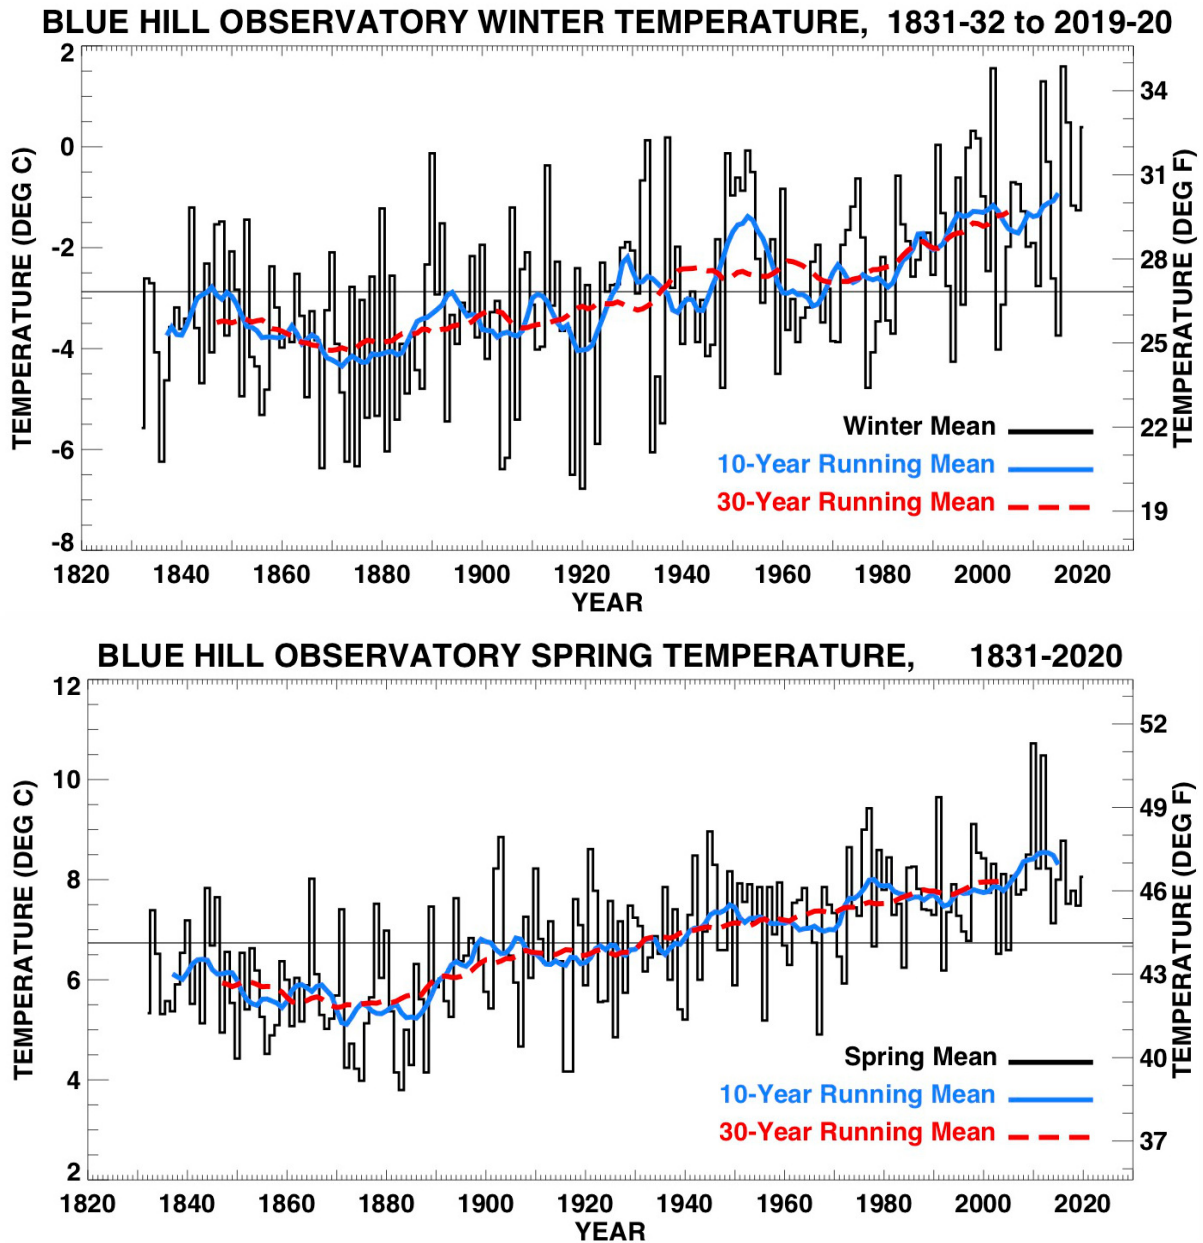 BLUE HILL OBSERVATORY WINTER TEMPERATURE, 1831-32 to 2019-20
2
0
-2
-4
-6
-8
TEMPERATURE (DEG C)
34
31
28
25
22
19
TEMPERATURE (DEG F)
Winter Mean
10-Year Running Mean
30-Year Running Mean
1820 1840 1860 1880 1900 1920 1940 1960 1980 2000 2020
YEAR
BLUE HILL OBSERVATORY SPRING TEMPERATURE, 1831-2020
12
10
8
6
4
2
TEMPERATURE (DEG C)
52
49
46
43
40
37
TEMPERATURE (DEG F)
Spring Mean
10-Year Running Mean
30-Year Running Mean
1820 1840 1860 1880 1900 1920 1940 1960 1980 2000 2020
YEAR